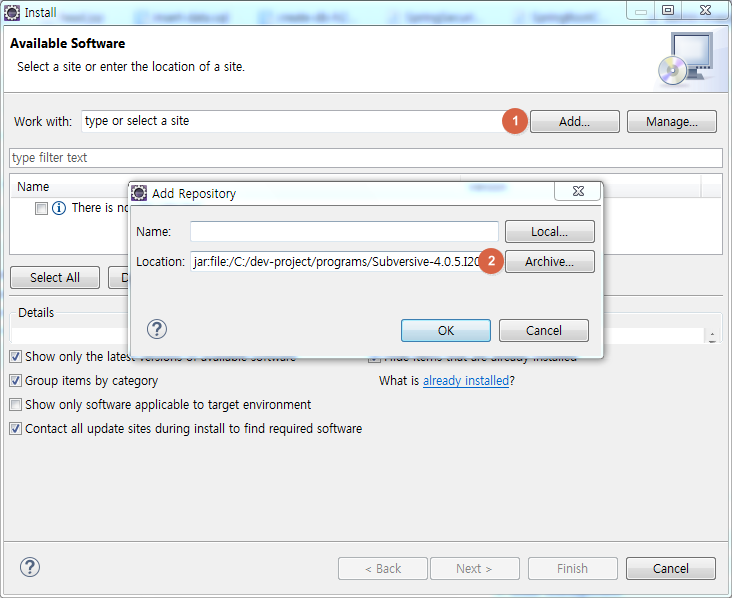 Install
Available Software
Select a site or enter the location of a site.
Work with: type or select a site 1 Add... Manage...
type filter text
Name
There is no
Add Repository
Name: Local...
Location: jar:file:/C:/dev-project/programs/Subversive-4.0.5.I20 2 Archive...
OK Cancel
Select All D
Details
Show only the latest versions of available software Hide items that are already installed
Group items by category What is already installed?
Show only software applicable to target environment
Contact all update sites during install to find required software
< Back Next > Finish Cancel